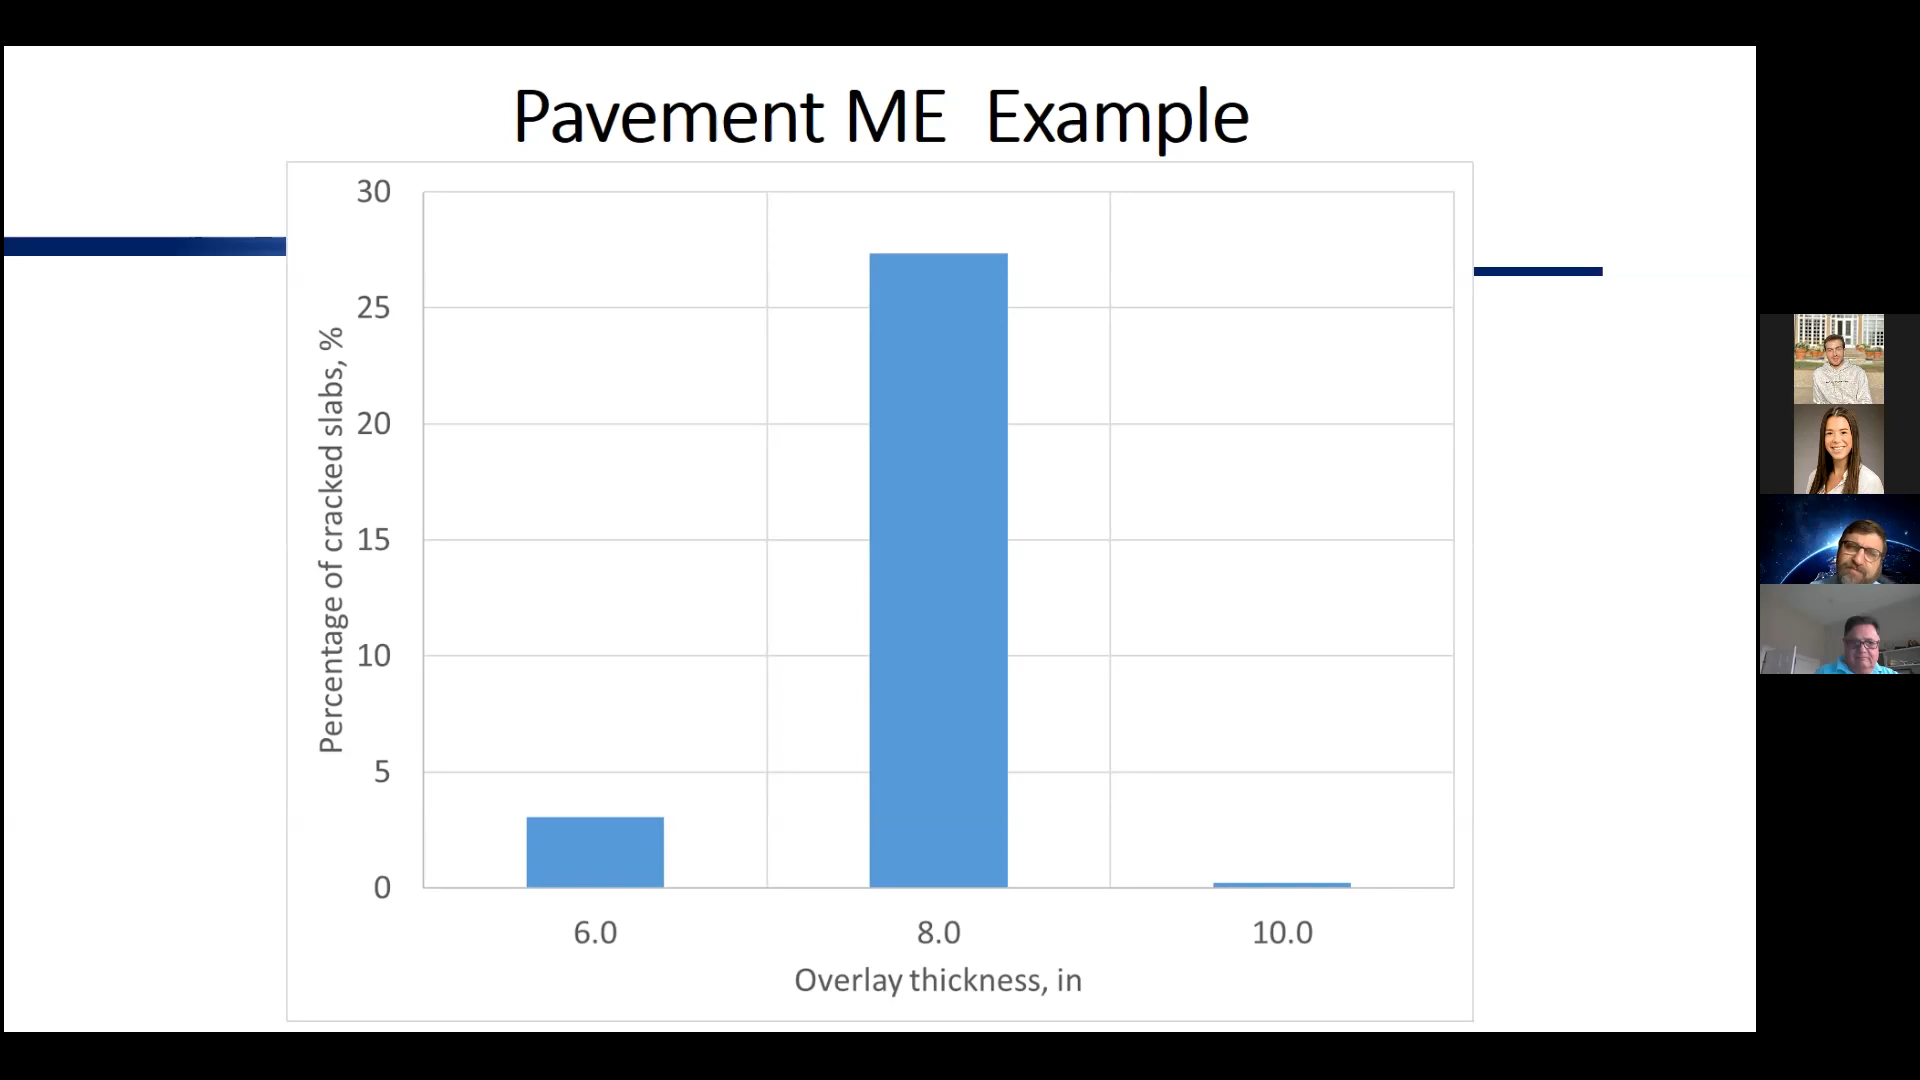 Pavement ME Example
30
25
20
15
10
5
0
Percentage of cracked slabs, %
6.0 8.0 10.0
Overlay thickness, in